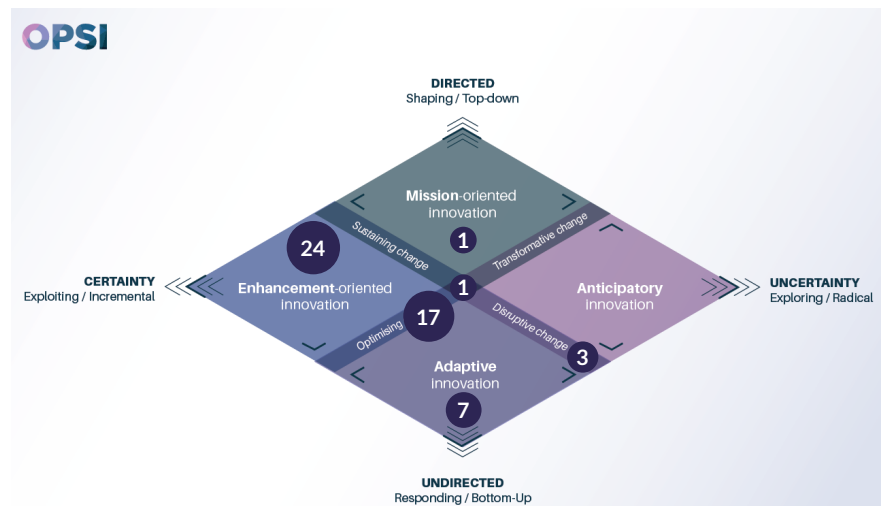 OPSI
DIRECTED
Shaping / Top-down
Mission-oriented
innovation
1
Sustaining change
Transformative change
24
CERTAINTY
Exploiting / Incremental
Enhancement-oriented
innovation
1
Anticipatory
innovation
UNCERTAINTY
Exploring / Radical
17
Optimising
Disruptive change
3
Adaptive
innovation
7
UNDIRECTED
Responding / Bottom-Up